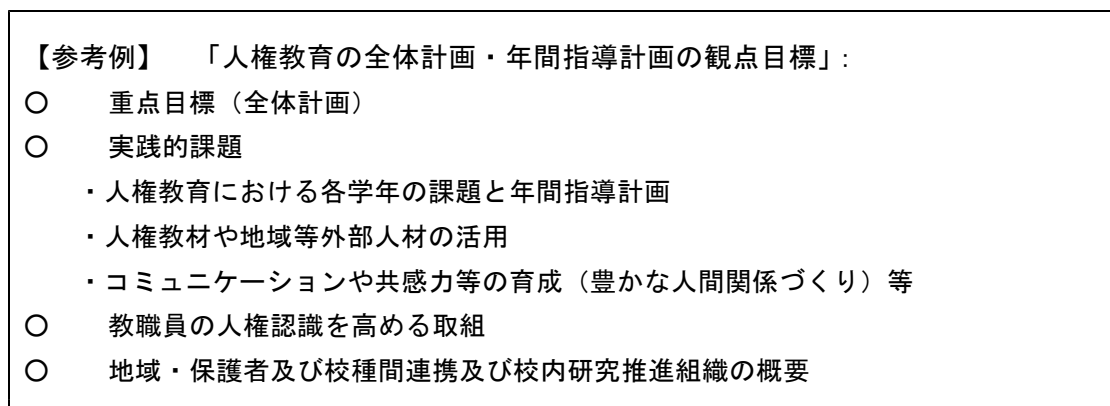 【参考例】　「人権教育の全体計画・年間指導計画の観点目標」:
○　重点目標（全体計画）
○　実践的課題
・人権教育における各学年の課題と年間指導計画
・人権教材や地域等外部人材の活用
・コミュニケーションや共感力等の育成（豊かな人間関係づくり）等
○　教職員の人権認識を高める取組
○　地域・保護者及び校種間連携及び校内研究推進組織の概要